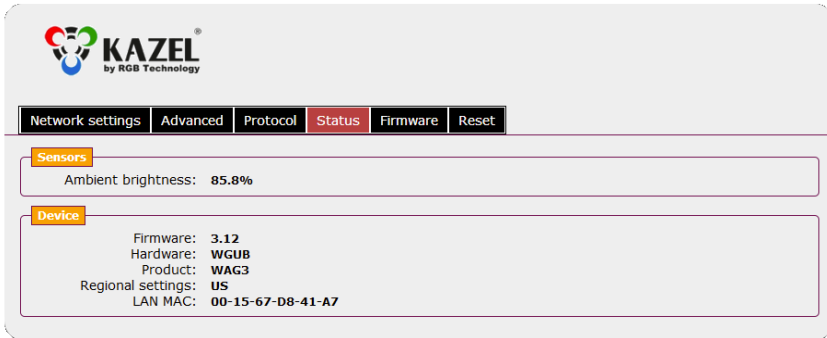 KAZEL®
by RGB Technology
Network settings Advanced Protocol Status Firmware Reset
Sensors
Ambient brightness: 85.8%
Device
Firmware: 3.12
Hardware: WGUB
Product: WAG3
Regional settings: US
LAN MAC: 00-15-67-D8-41-A7